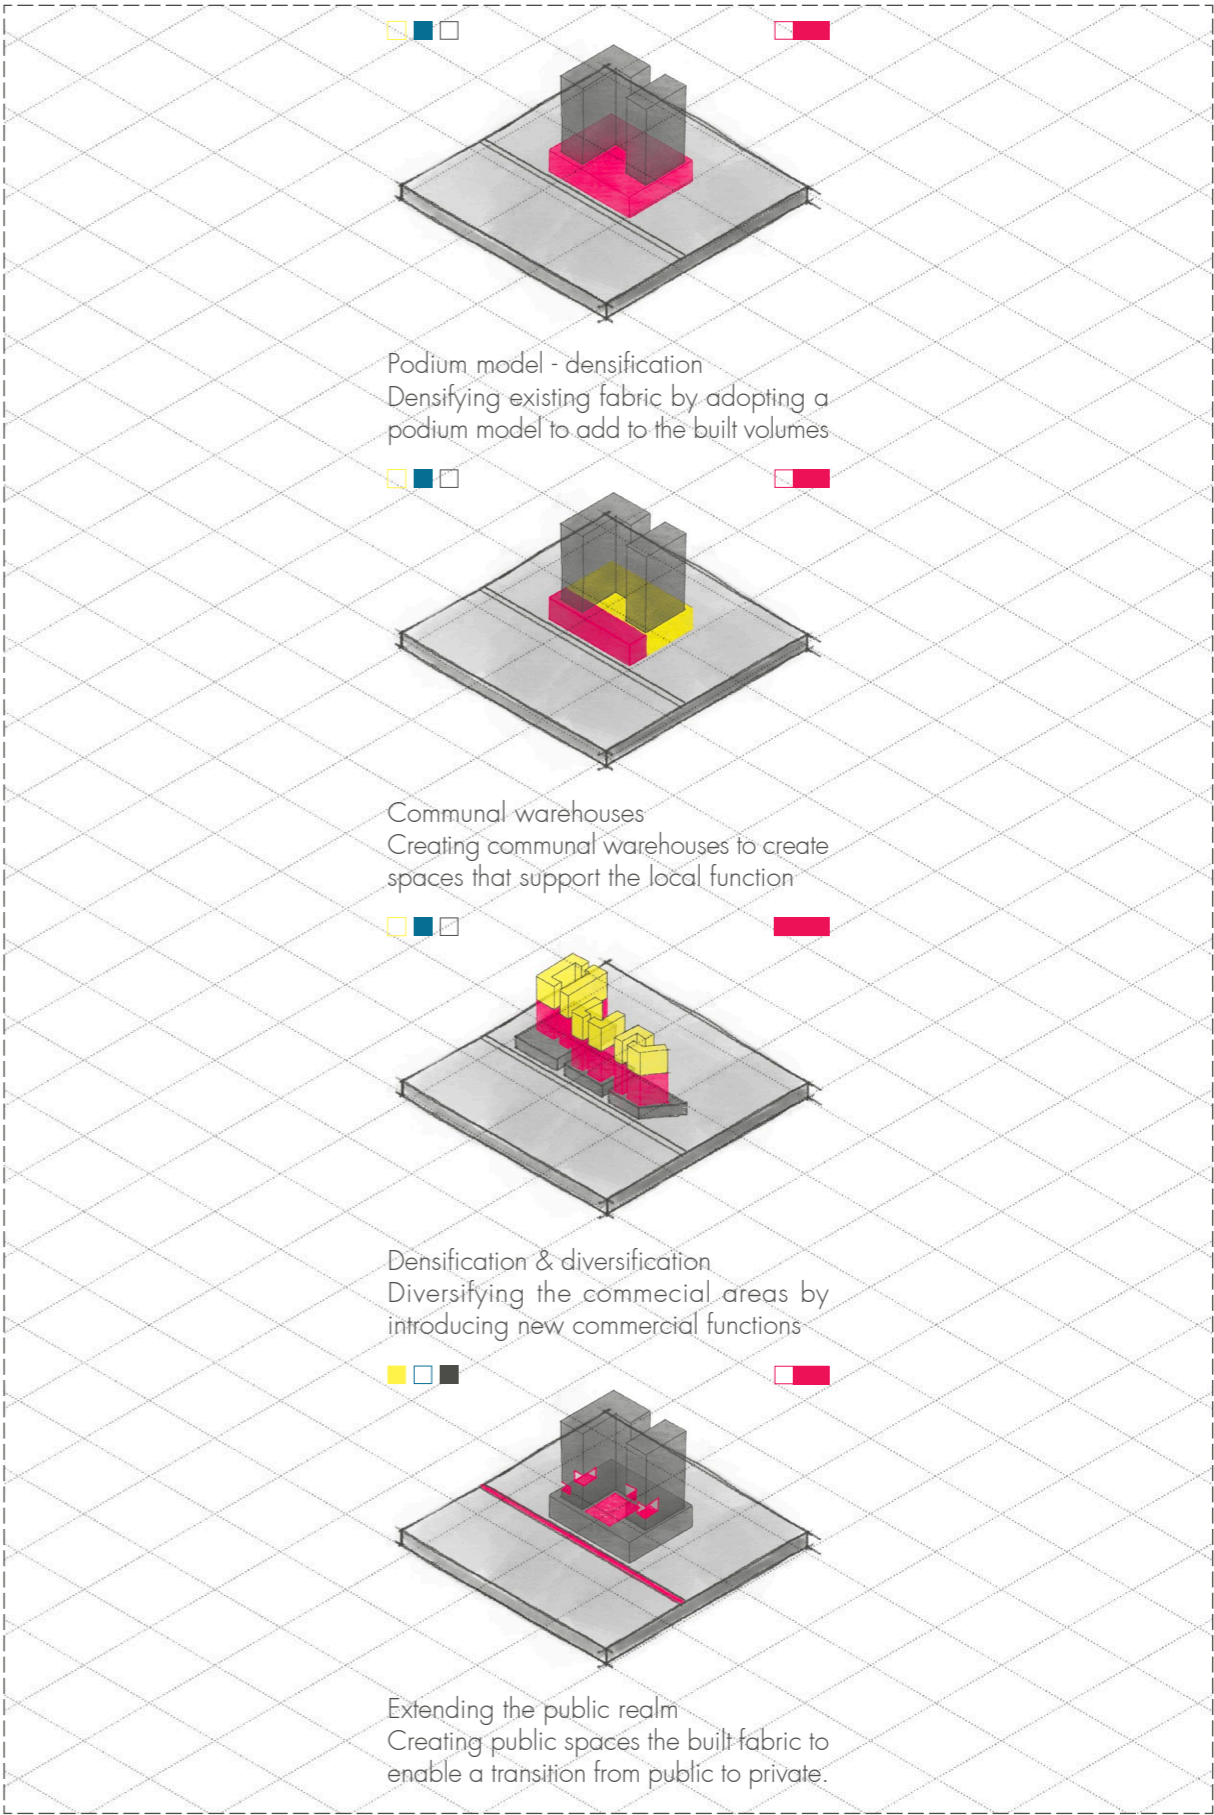 Podium model - densification
Densifying existing fabric by adopting a
podium model to add to the built volumes
Communal warehouses
Creating communal warehouses to create
spaces that support the local function
Densification & diversification
Diversifying the commecial areas by
introducing new commercial functions
Extending the public realm
Creating public spaces the built fabric to
enable a transition from public to private.